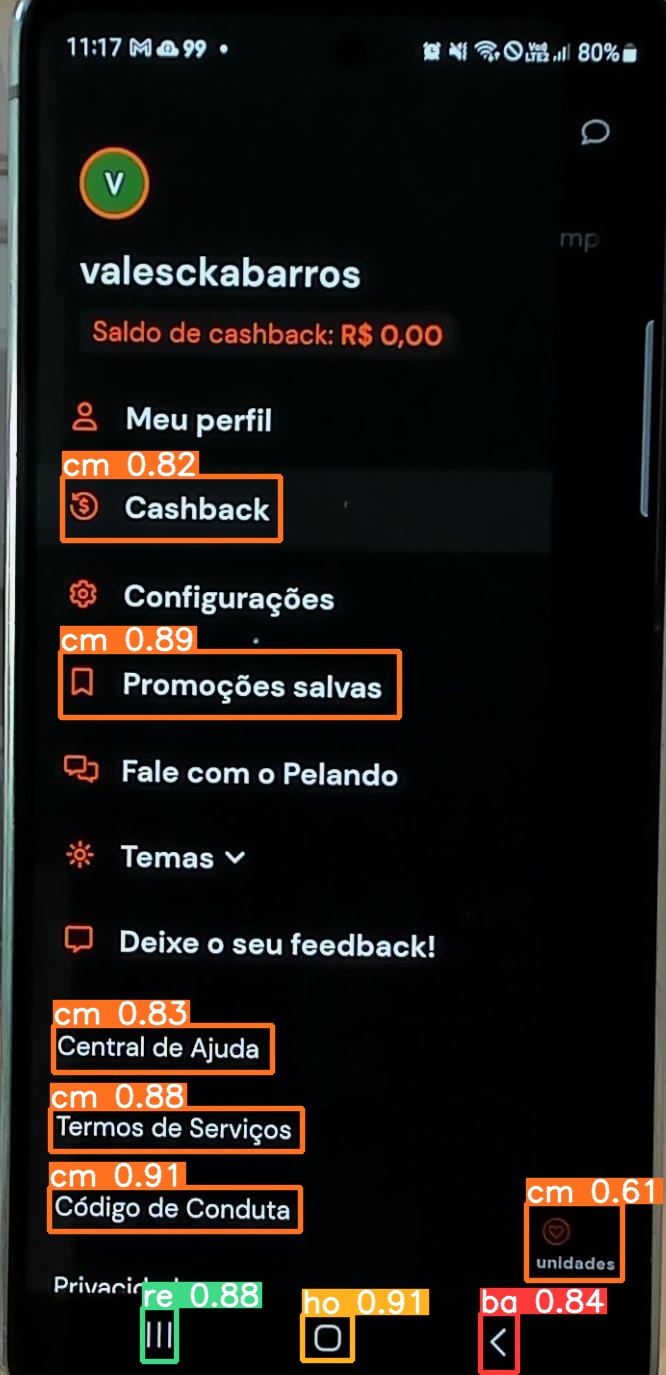 11:17 M 99 •
Vo))
LTE2 80%
V
mp
valesckabarros
Saldo de cashback: R$ 0,00
Meu perfil
cm 0.82
Cashback
Configurações
cm 0.89
Promoções salvas
Fale com o Pelando
Temas
Deixe o seu feedback!
cm 0.83
Central de Ajuda
cm 0.88
Termos de Serviços
cm 0.91
Código de Conduta
cm 0.61
unidades
re 0.88
ho 0.91
ba 0.84